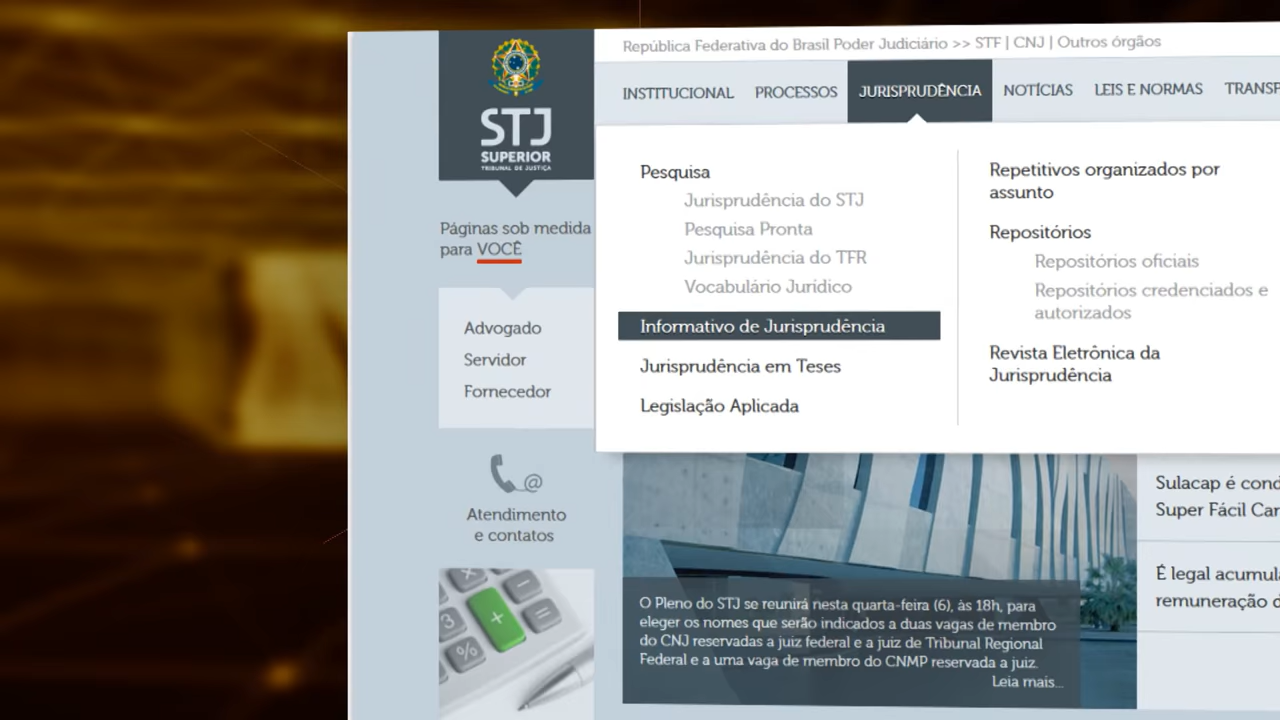 República Federativa do Brasil Poder Judiciário >> STF | CNJ | Outros órgãos
STJ
SUPERIOR
TRIBUNAL DE JUSTIÇA
INSTITUCIONAL PROCESSOS JURISPRUDÊNCIA NOTÍCIAS LEIS E NORMAS TRANSP
Páginas sob medida
para VOCÊ
Advogado
Servidor
Fornecedor
@
Atendimento
e contatos
Pesquisa
Jurisprudência do STJ
Pesquisa Pronta
Jurisprudência do TFR
Vocabulário Jurídico
Informativo de Jurisprudência
Jurisprudência em Teses
Legislação Aplicada
Repetitivos organizados por
assunto
Repositórios
Repositórios oficiais
Repositórios credenciados e
autorizados
Revista Eletrônica da
Jurisprudência
O Pleno do STJ se reunirá nesta quarta-feira (6), às 18h, para
eleger os nomes que serão indicados a duas vagas de membro
do CNJ reservadas a juiz federal e a juiz de Tribunal Regional
Federal e a uma vaga de membro do CNMP reservada a juiz.
Leia mais...
Sulacap é cond
Super Fácil Car
É legal acumula
remuneração d
3 + - = %